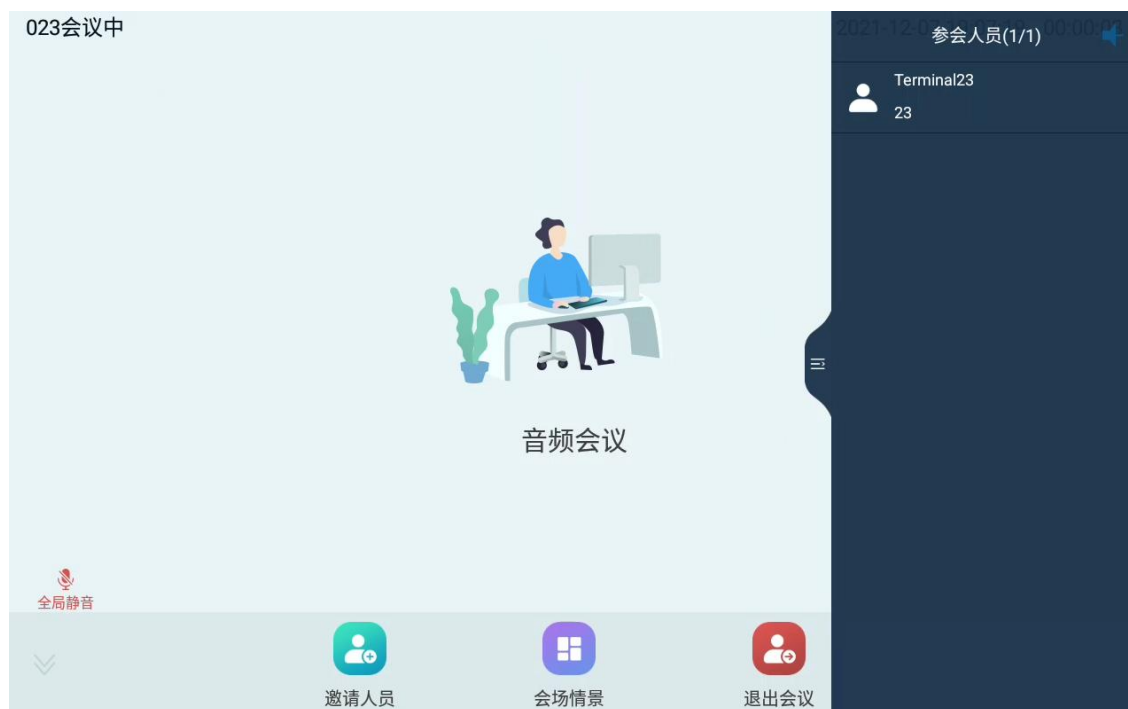 023会议中
参会人员(1/1)
Terminal23
23
音频会议
全局静音
邀请人员
会场情景
退出会议